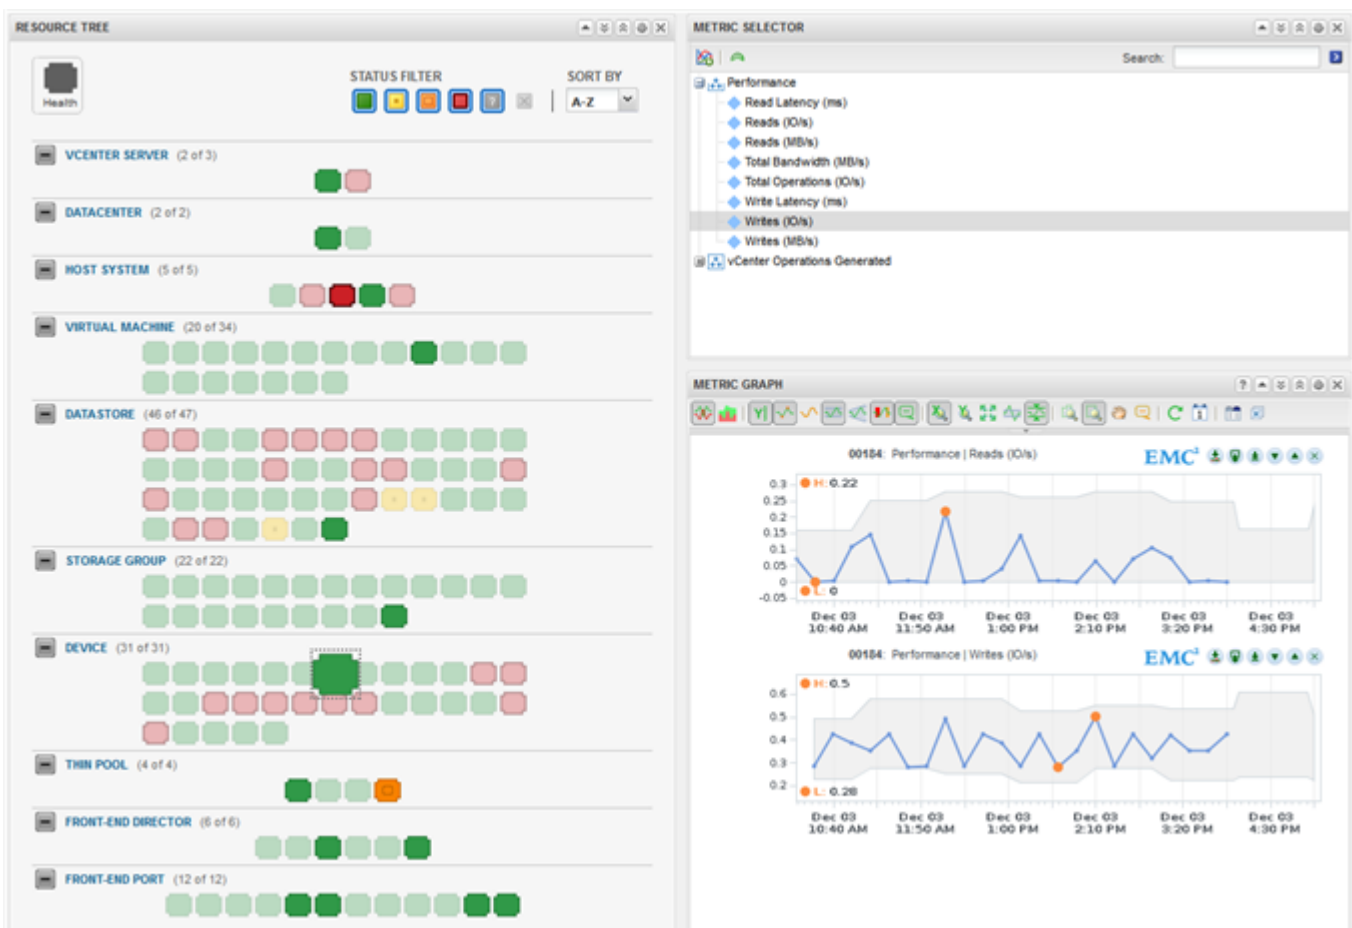 RESOURCE TREE
Health
STATUS FILTER
SORT BY
A-Z
VCENTER SERVER (2 of 3)
DATACENTER (2 of 2)
HOST SYSTEM (5 of 5)
VIRTUAL MACHINE (20 of 34)
DATASTORE (46 of 47)
STORAGE GROUP (22 of 22)
DEVICE (31 of 31)
THIN POOL (4 of 4)
FRONT-END DIRECTOR (6 of 6)
FRONT-END PORT (12 of 12)
METRIC SELECTOR
Search:
Performance
Read Latency (ms)
Reads (IO/s)
Reads (MB/s)
Total Bandwidth (MB/s)
Total Operations (IO/s)
Write Latency (ms)
Writes (IO/s)
Writes (MB/s)
vCenter Operations Generated
METRIC GRAPH
00184: Performance | Reads (IO/s)
EMC²
H: 0.22
0.3
0.25
0.2
0.15
0.1
0.05
0
-0.05
L: 0
Dec 03 Dec 03 Dec 03 Dec 03 Dec 03 Dec 03
10:40 AM 11:50 AM 1:00 PM 2:10 PM 3:20 PM 4:30 PM
00184: Performance | Writes (IO/s)
EMC²
H: 0.5
0.6
0.5
0.4
0.3
0.2
L: 0.28
Dec 03 Dec 03 Dec 03 Dec 03 Dec 03 Dec 03
10:40 AM 11:50 AM 1:00 PM 2:10 PM 3:20 PM 4:30 PM